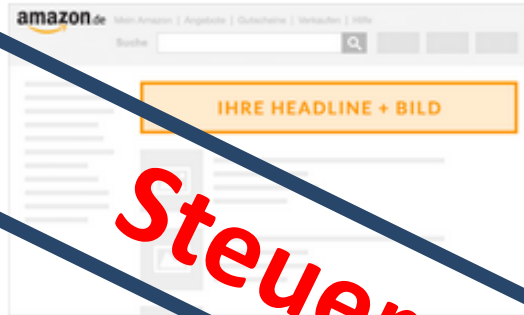 amazon.de Mein Amazon | Angebote | Gutscheine | Verkaufen | Hilfe
Suche
IHRE HEADLINE + BILD
Steuer